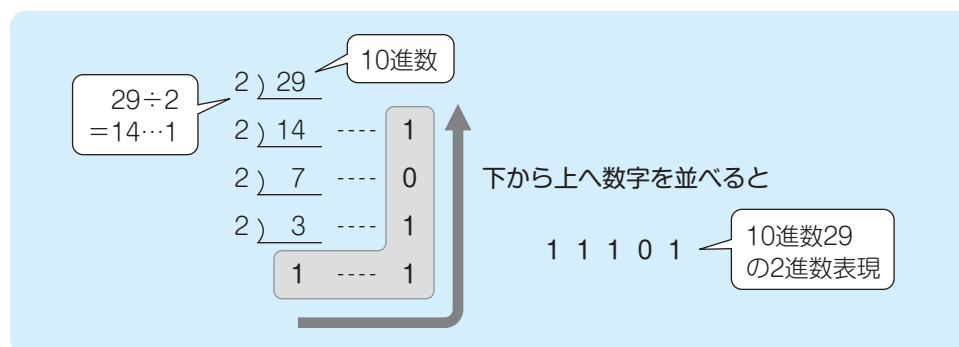 10進数
29÷2
＝14…1
2 ) 29
2 ) 14 ---- 1
2 ) 7 ---- 0
2 ) 3 ---- 1
1 ---- 1
下から上へ数字を並べると
1 1 1 0 1
10進数29
の2進数表現